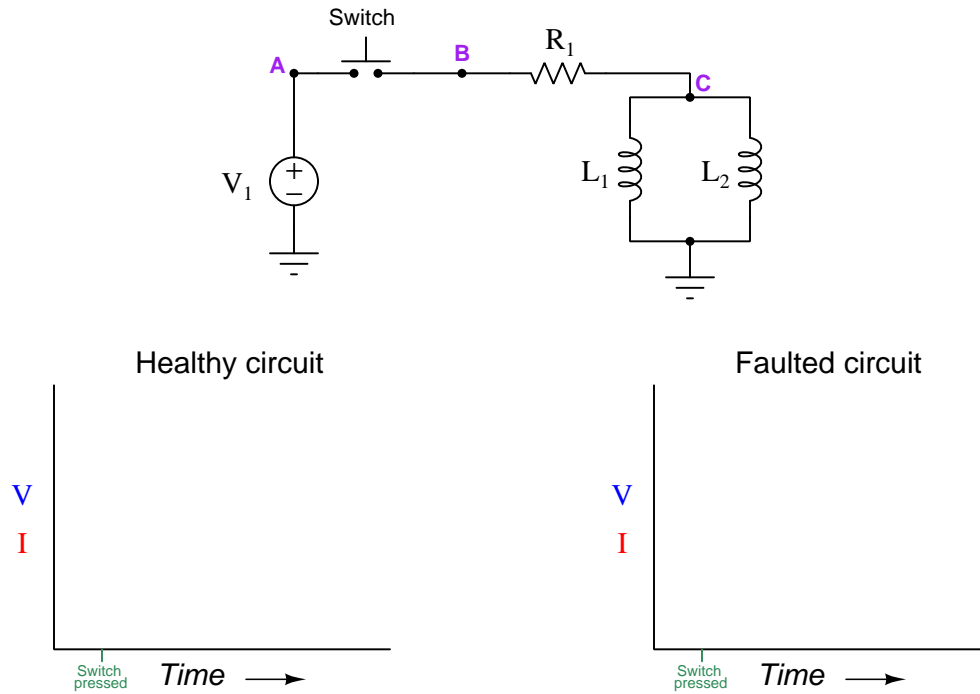 Switch
A
B
R1
C
V1
+
−
L1
L2
Healthy circuit
Faulted circuit
V
I
V
I
Switch
pressed
Time
Switch
pressed
Time